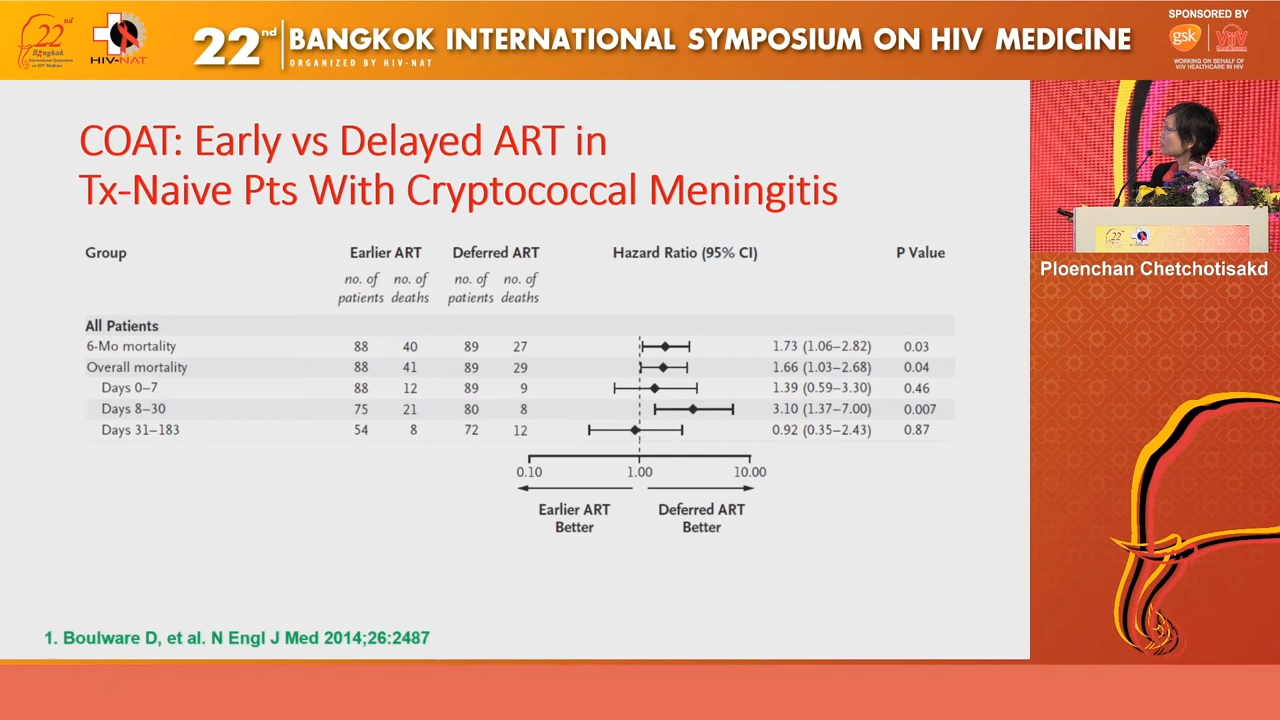 22nd
Bangkok
International Symposium
on HIV Medicine
HIV-NAT
22nd BANGKOK INTERNATIONAL SYMPOSIUM ON HIV MEDICINE
ORGANIZED BY HIV-NAT
SPONSORED BY
gsk ViiV
WORKING ON BEHALF OF
ViiV HEALTHCARE IN HIV
COAT: Early vs Delayed ART in
Tx-Naive Pts With Cryptococcal Meningitis
Group Earlier ART Deferred ART Hazard Ratio (95% CI) P Value
no. of no. of no. of no. of
patients deaths patients deaths
All Patients
6-Mo mortality 88 40 89 27 1.73 (1.06–2.82) 0.03
Overall mortality 88 41 89 29 1.66 (1.03–2.68) 0.04
Days 0–7 88 12 89 9 1.39 (0.59–3.30) 0.46
Days 8–30 75 21 80 8 3.10 (1.37–7.00) 0.007
Days 31–183 54 8 72 12 0.92 (0.35–2.43) 0.87
0.10 1.00 10.00
Earlier ART Deferred ART
Better Better
1. Boulware D, et al. N Engl J Med 2014;26:2487
Ploenchan Chetchotisakd